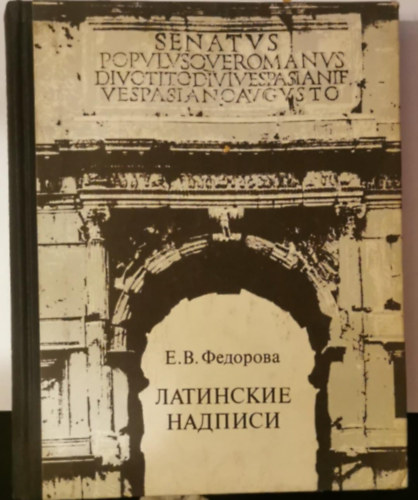 SENATVS
POPVLVSQVEROMANVS
DIVOTITODIVIVESPASIANIF
VESPASIANOAVGVSTO
Е.В. Федорова
ЛАТИНСКИЕ
НАДПИСИ